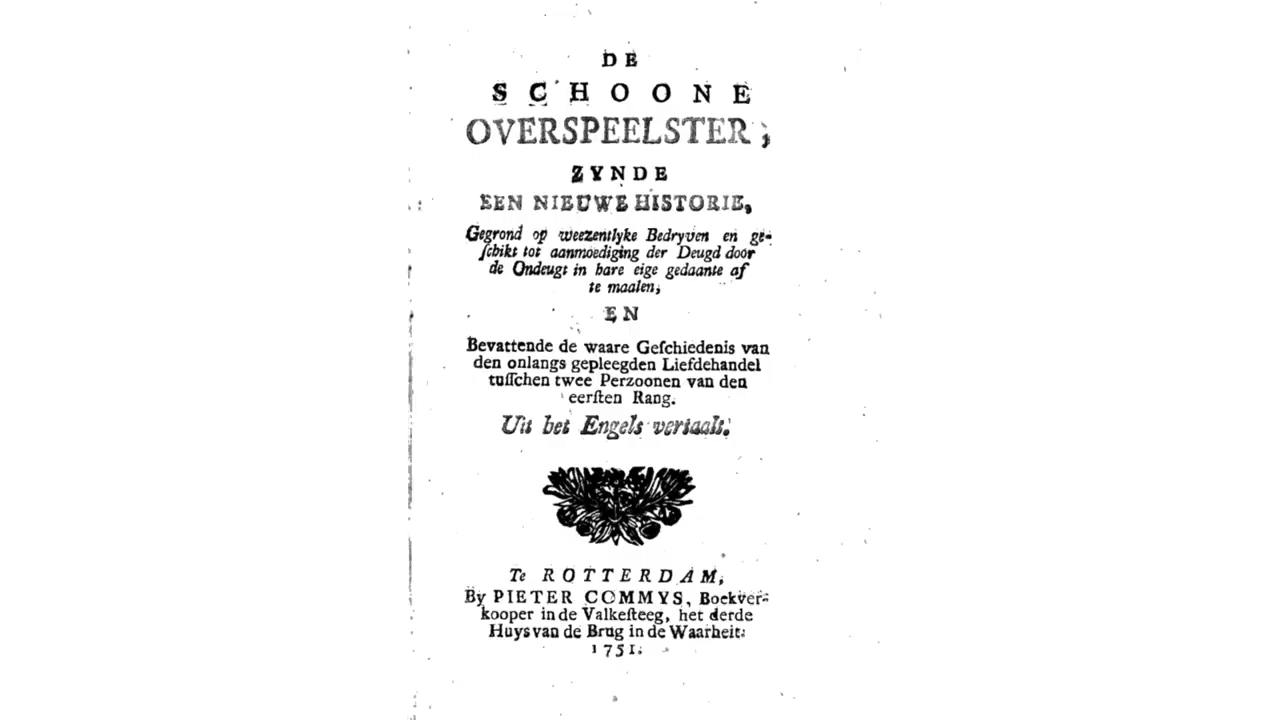 DE
SCHOONE
OVERSPEELSTER;
ZYNDE
EEN NIEUWE HISTORIE,
Gegrond op weezentlyke Bedryven en ge-
ſchikt tot aanmoediging der Deugd door
de Ondeugt in hare eige gedaante af
te maalen;
EN
Bevattende de waare Geſchiedenis van
den onlangs gepleegden Liefdehandel
tuſſchen twee Perzoonen van den
eerſten Rang.
Uit het Engels vertaalt.
Te ROTTERDAM,
By PIETER COMMYS, Boekver-
kooper in de Valkeſteeg, het derde
Huys van de Brug in de Waarheit.
1751.